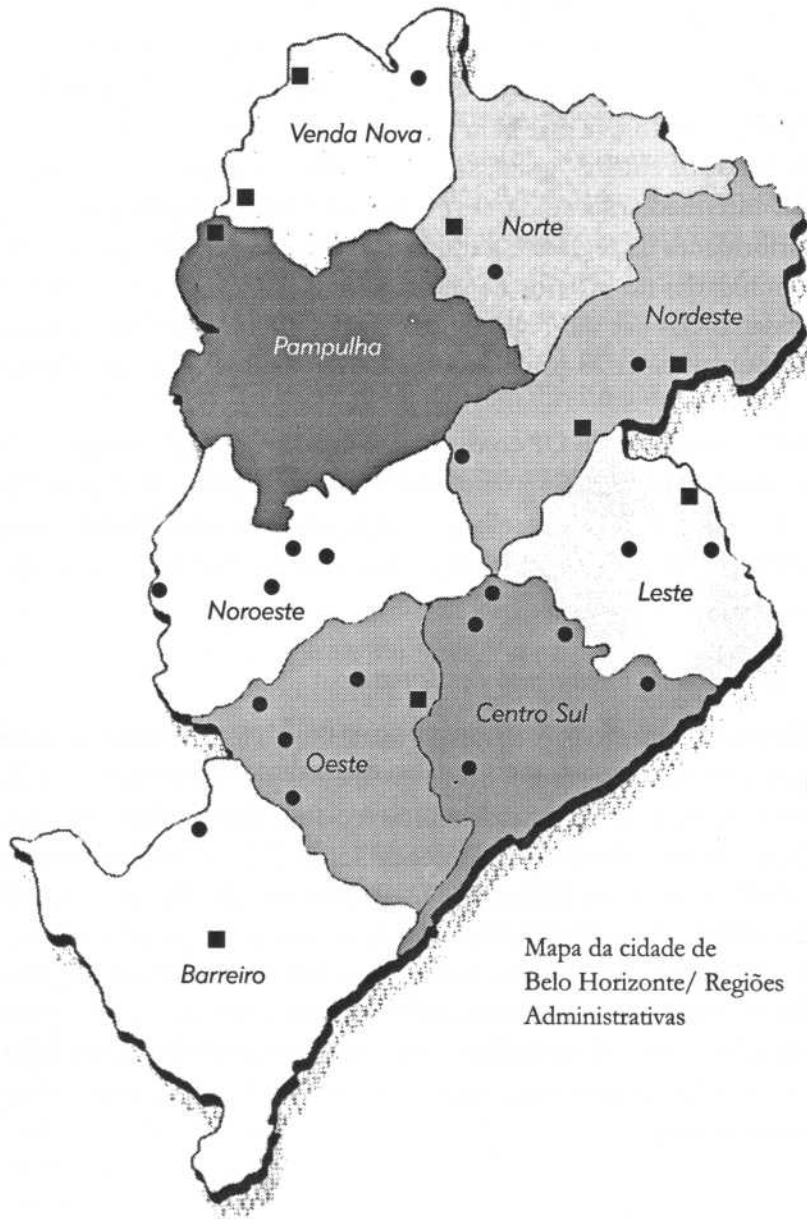 Venda Nova
Norte
Nordeste
Pampulha
Leste
Noroeste
Centro Sul
Oeste
Barreiro
Mapa da cidade de
Belo Horizonte/ Regiões
Administrativas